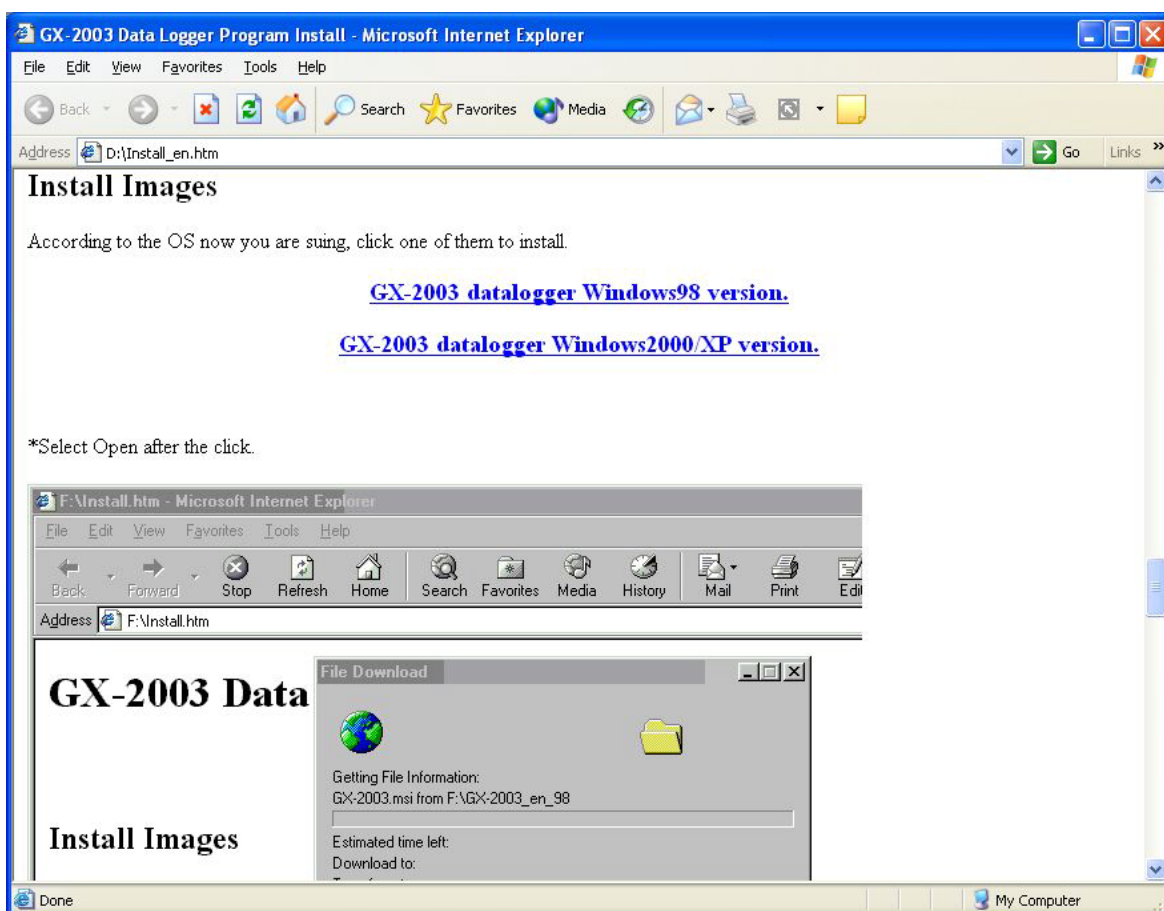 GX-2003 Data Logger Program Install - Microsoft Internet Explorer
File Edit View Favorites Tools Help
Back Search Favorites Media
Address D:\Install_en.htm Go Links »
Install Images
According to the OS now you are suing, click one of them to install.
GX-2003 datalogger Windows98 version.
GX-2003 datalogger Windows2000/XP version.
*Select Open after the click.
F:\Install.htm - Microsoft Internet Explorer
File Edit View Favorites Tools Help
Back Forward Stop Refresh Home Search Favorites Media History Mail Print Edit
Address F:\Install.htm
File Download
GX-2003 Data
Getting File Information:
GX-2003.msi from F:\GX-2003_en_98
Install Images
Estimated time left:
Download to:
Done My Computer